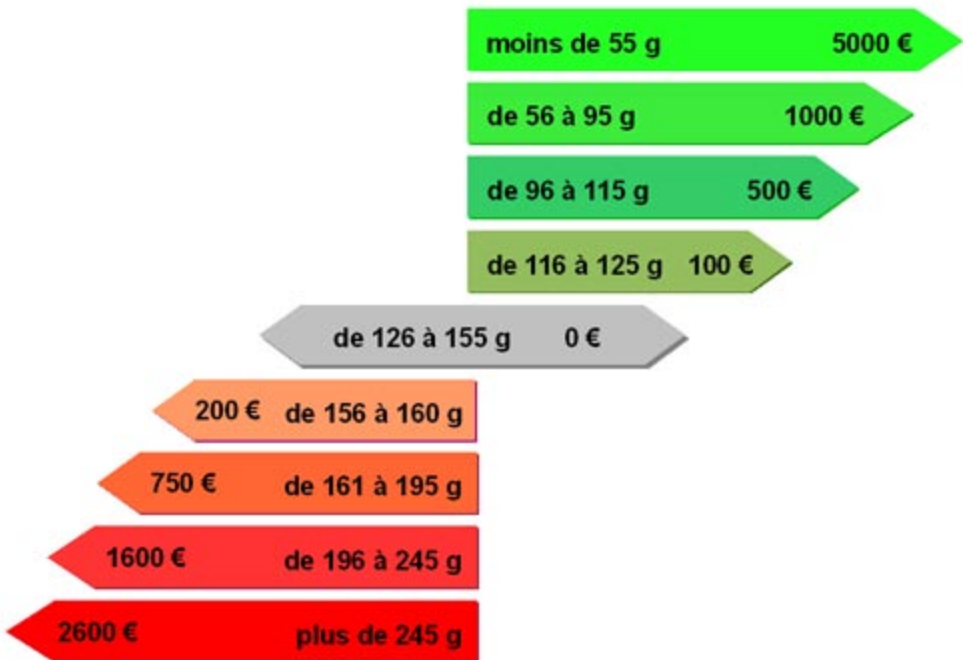 moins de 55 g 5000 €
de 56 à 95 g 1000 €
de 96 à 115 g 500 €
de 116 à 125 g 100 €
de 126 à 155 g 0 €
200 € de 156 à 160 g
750 € de 161 à 195 g
1600 € de 196 à 245 g
2600 € plus de 245 g